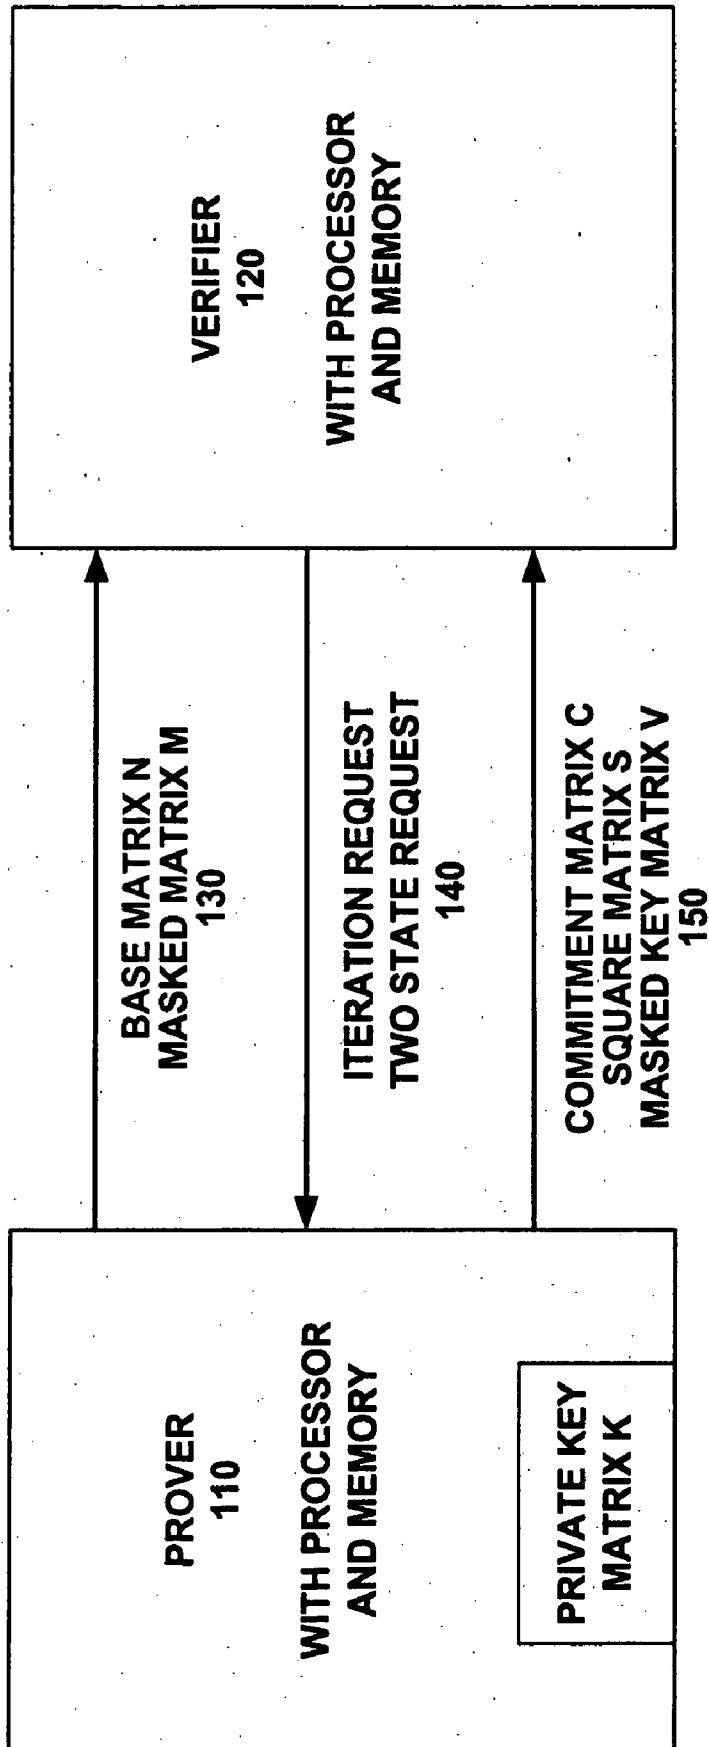 PROVER
110
WITH PROCESSOR
AND MEMORY
PRIVATE KEY
MATRIX K
BASE MATRIX N
MASKED MATRIX M
130
ITERATION REQUEST
TWO STATE REQUEST
140
COMMITMENT MATRIX C
SQUARE MATRIX S
MASKED KEY MATRIX V
150
VERIFIER
120
WITH PROCESSOR
AND MEMORY